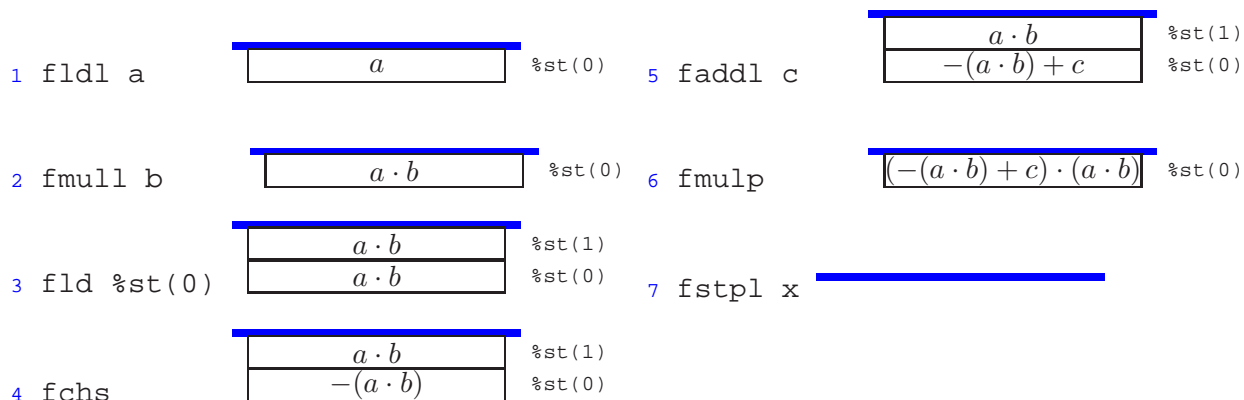 1 fldl a
a
%st(0)
2 fmull b
a · b
%st(0)
3 fld %st(0)
a · b
%st(1)
a · b
%st(0)
4 fchs
a · b
%st(1)
−(a · b)
%st(0)
5 faddl c
a · b
%st(1)
−(a · b) + c
%st(0)
6 fmulp
(−(a · b) + c) · (a · b)
%st(0)
7 fstpl x